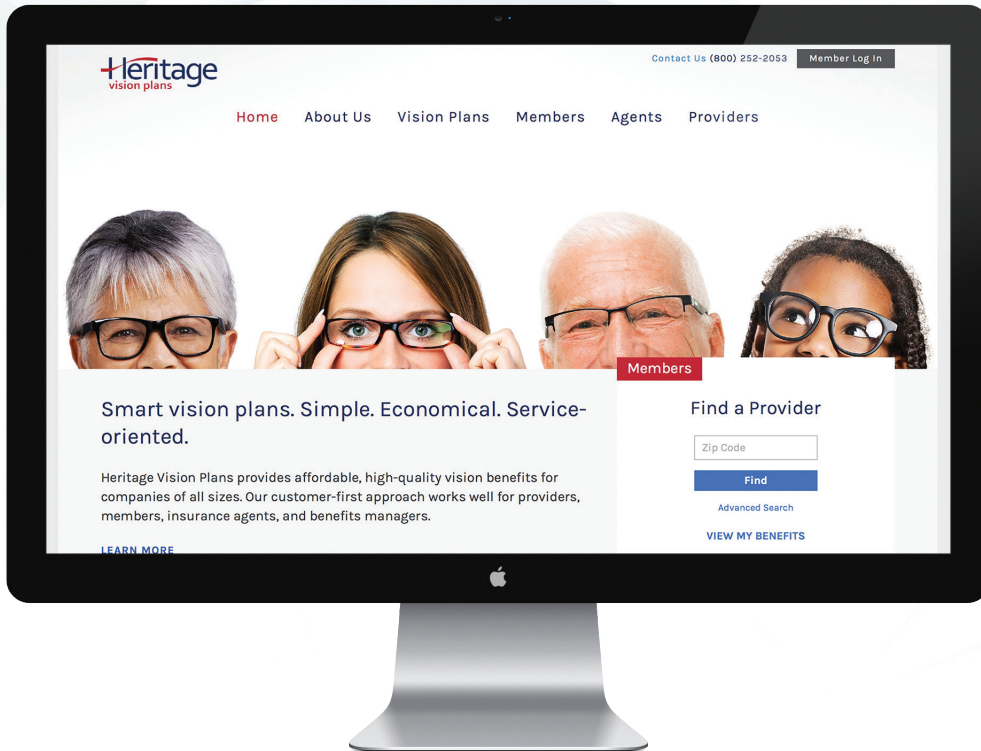 Heritage
vision plans
Contact Us (800) 252-2053
Member Log In
Home About Us Vision Plans Members Agents Providers
Smart vision plans. Simple. Economical. Service-
oriented.
Heritage Vision Plans provides affordable, high-quality vision benefits for
companies of all sizes. Our customer-first approach works well for providers,
members, insurance agents, and benefits managers.
LEARN MORE
Members
Find a Provider
Zip Code
Find
Advanced Search
VIEW MY BENEFITS